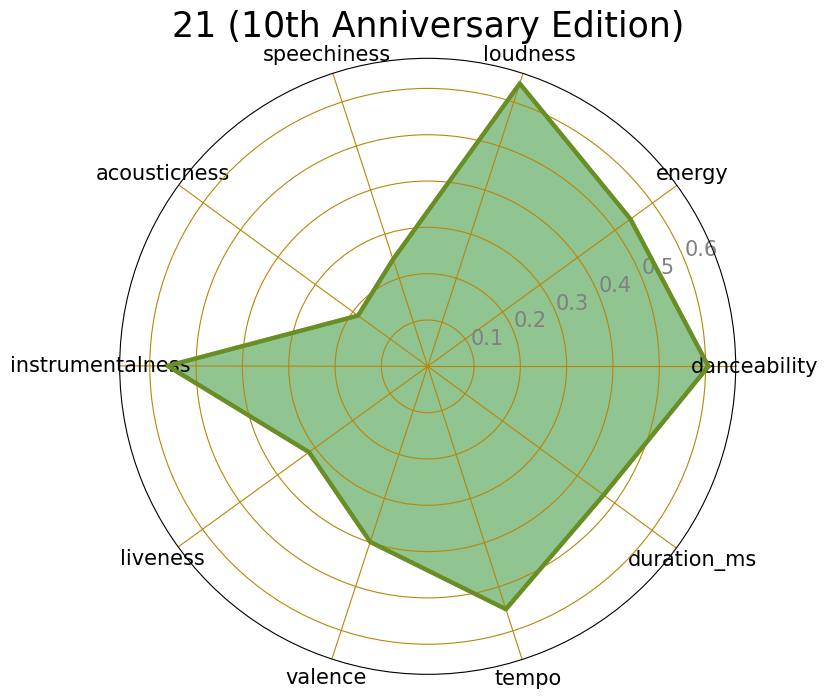 21 (10th Anniversary Edition)
speechiness
loudness
acousticness
energy
0.6
0.5
0.4
0.3
0.2
0.1
instrumentalness
danceability
liveness
duration_ms
valence
tempo